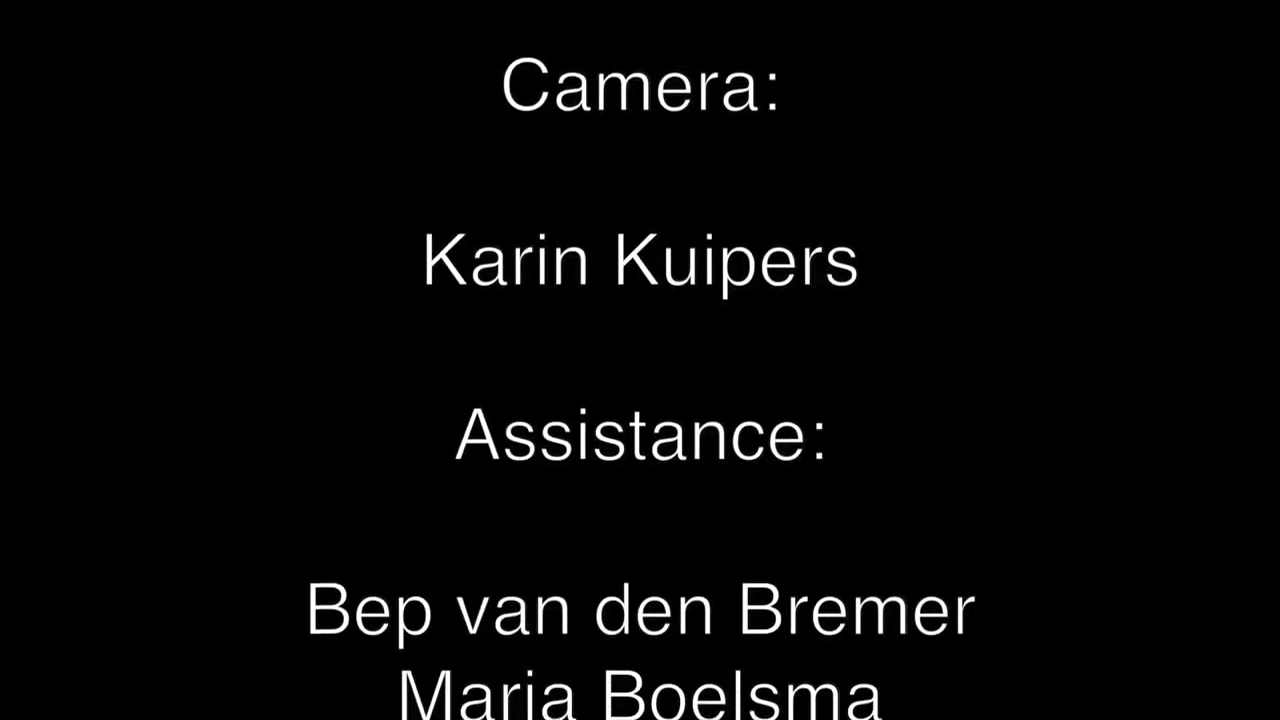 Camera:
Karin Kuipers
Assistance:
Bep van den Bremer
Maria Boelsma